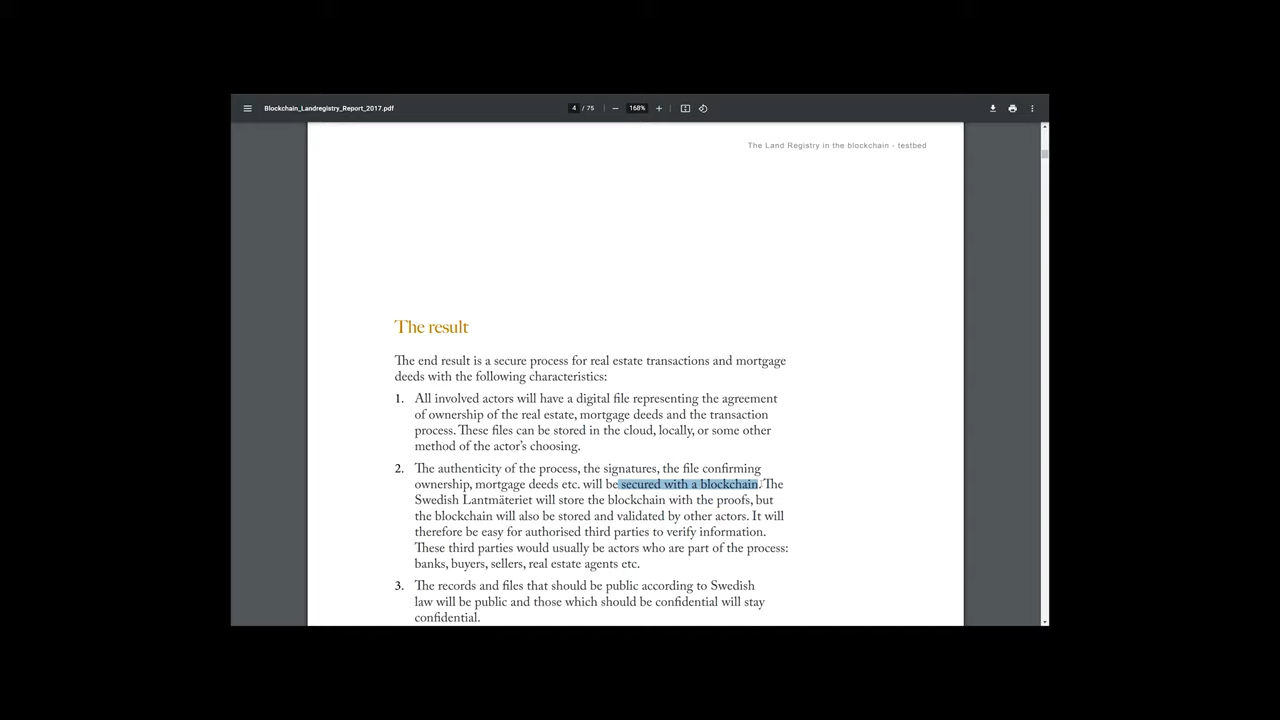 Blockchain_Landregistry_Report_2017.pdf
4 / 75
168%
The Land Registry in the blockchain - testbed
The result
The end result is a secure process for real estate transactions and mortgage
deeds with the following characteristics:
1. All involved actors will have a digital file representing the agreement
of ownership of the real estate, mortgage deeds and the transaction
process. These files can be stored in the cloud, locally, or some other
method of the actor's choosing.
2. The authenticity of the process, the signatures, the file confirming
ownership, mortgage deeds etc. will be secured with a blockchain. The
Swedish Lantmäteriet will store the blockchain with the proofs, but
the blockchain will also be stored and validated by other actors. It will
therefore be easy for authorised third parties to verify information.
These third parties would usually be actors who are part of the process:
banks, buyers, sellers, real estate agents etc.
3. The records and files that should be public according to Swedish
law will be public and those which should be confidential will stay
confidential.